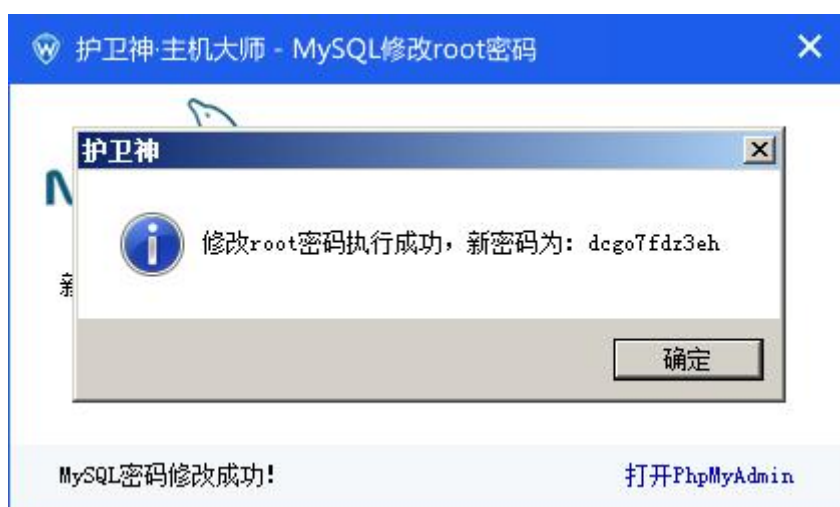 护卫神·主机大师 - MySQL修改root密码
护卫神
修改root密码执行成功，新密码为: dcgo7fdz3eh
确定
MySQL密码修改成功!
打开PhpMyAdmin